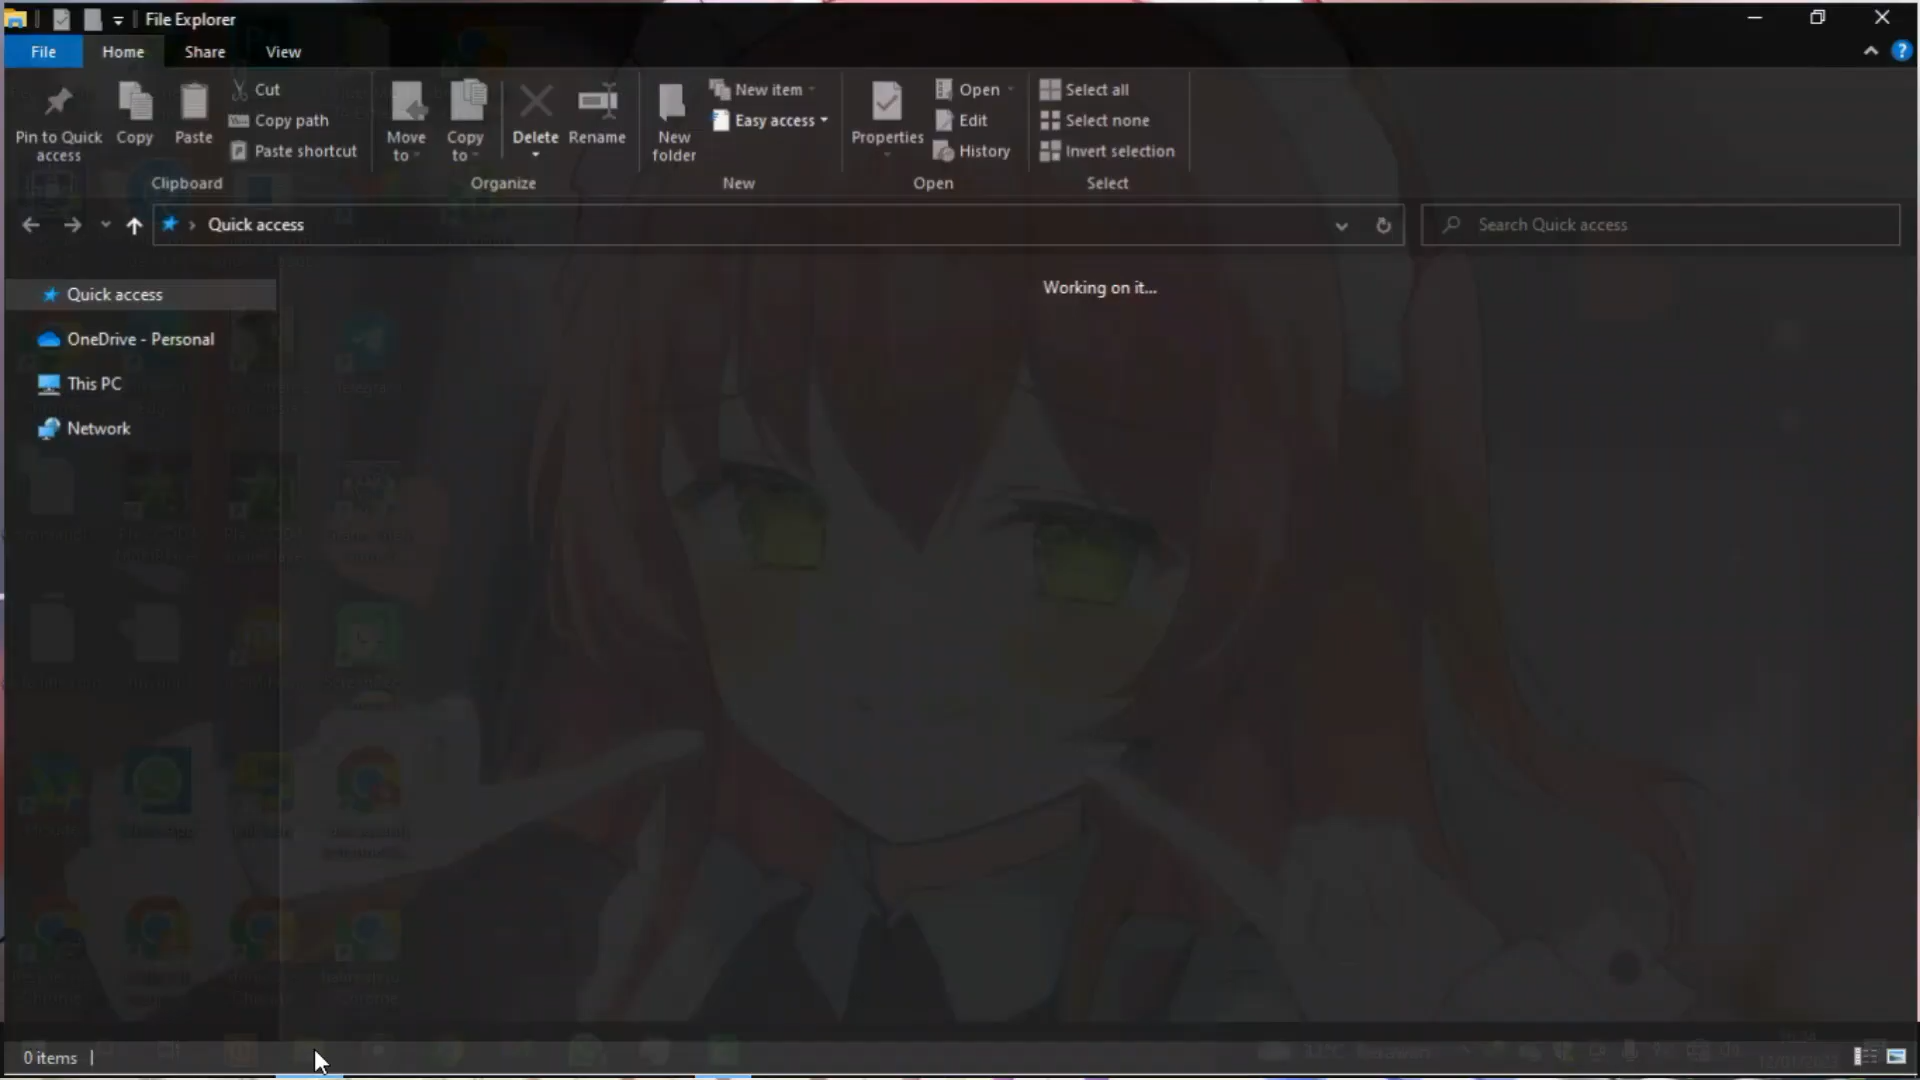 File Explorer
File
Home
Share
View
Pin to Quick access
Copy
Paste
Cut
Copy path
Paste shortcut
Clipboard
Move to
Copy to
Delete
Rename
Organize
New folder
New item
Easy access
New
Properties
Open
Edit
History
Open
Select all
Select none
Invert selection
Select
Quick access
Search Quick access
Quick access
OneDrive - Personal
This PC
Network
Working on it...
0 items